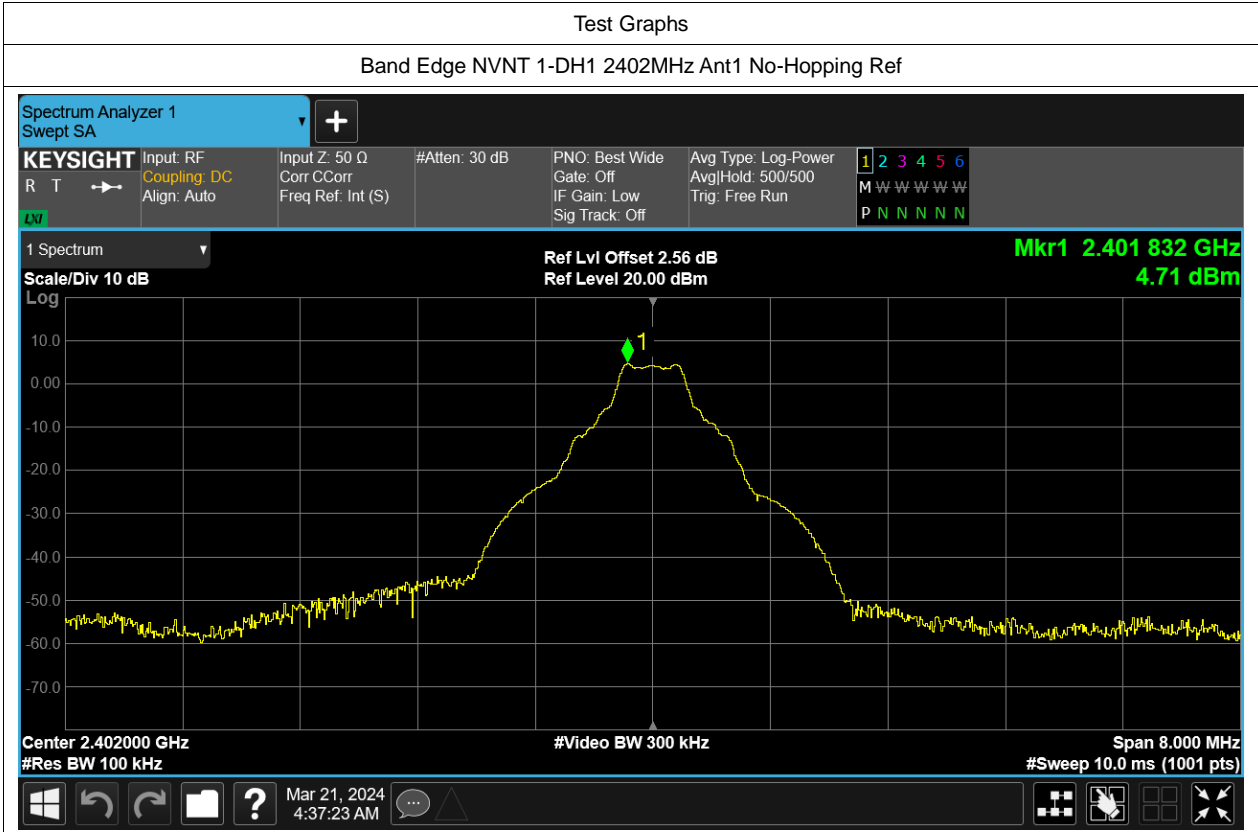 Test Graphs
Band Edge NVNT 1-DH1 2402MHz Ant1 No-Hopping Ref
Spectrum Analyzer 1
Swept SA
KEYSIGHT
R T
LXI
Input: RF
Coupling: DC
Align: Auto
Input Z: 50 Ω
Corr CCorr
Freq Ref: Int (S)
#Atten: 30 dB
PNO: Best Wide
Gate: Off
IF Gain: Low
Sig Track: Off
Avg Type: Log-Power
Avg|Hold: 500/500
Trig: Free Run
1 2 3 4 5 6
M W W W W W
P N N N N N
1 Spectrum
Scale/Div 10 dB
Ref Lvl Offset 2.56 dB
Ref Level 20.00 dBm
Mkr1 2.401 832 GHz
4.71 dBm
Log
1
10.0
0.00
-10.0
-20.0
-30.0
-40.0
-50.0
-60.0
-70.0
Center 2.402000 GHz
#Res BW 100 kHz
#Video BW 300 kHz
Span 8.000 MHz
#Sweep 10.0 ms (1001 pts)
?
Mar 21, 2024
4:37:23 AM